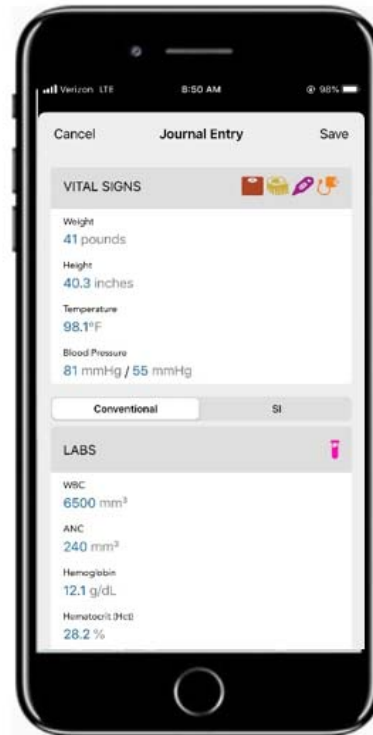 Verizon LTE 8:50 AM 98%
Cancel Journal Entry Save
VITAL SIGNS
Weight
41 pounds
Height
40.3 inches
Temperature
98.1°F
Blood Pressure
81 mmHg / 55 mmHg
Conventional SI
LABS
WBC
6500 mm³
ANC
240 mm³
Hemoglobin
12.1 g/dL
Hematocrit (Hct)
28.2 %